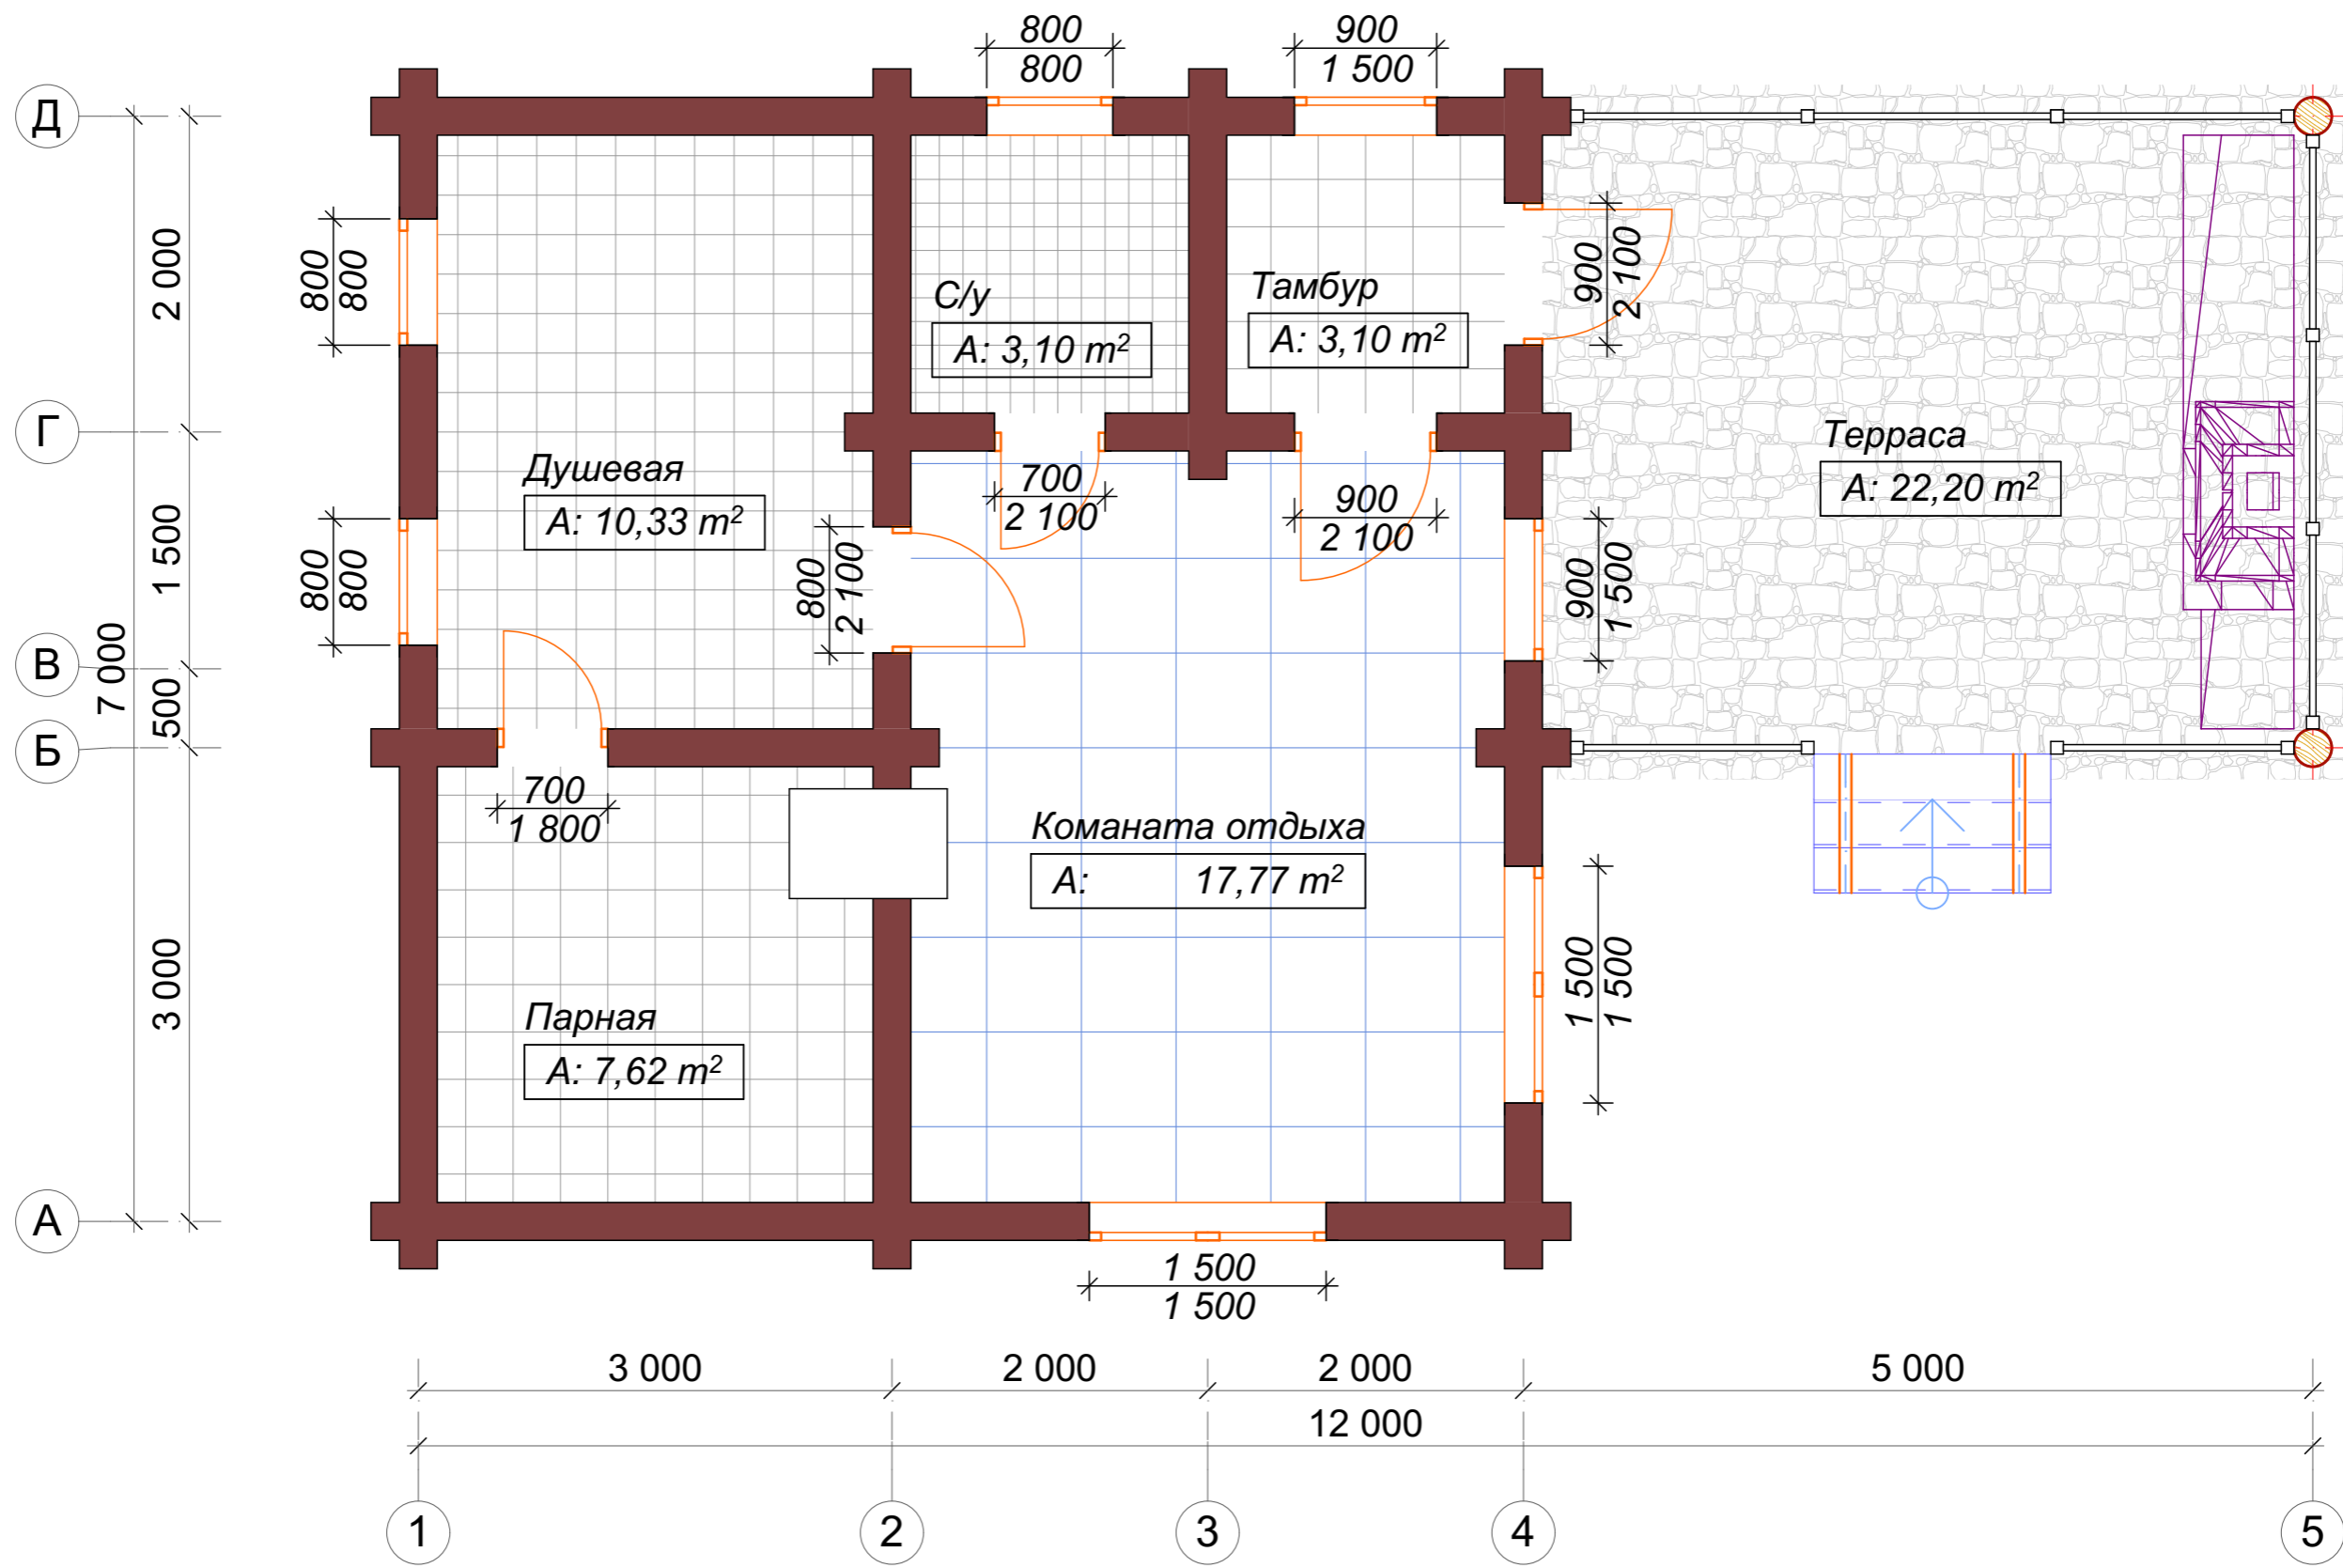 800
800
900
1 500
Д
2 000
800
800
900
2 100
С/у
А: 3,10 m²
Тамбур
А: 3,10 m²
Г
Душевая
А: 10,33 m²
700
2 100
900
2 100
Терраса
А: 22,20 m²
1 500
800
800
800
2 100
900
1 500
В
7 000
500
Б
700
1 800
Команата отдыха
А: 17,77 m²
3 000
1 500
1 500
Парная
А: 7,62 m²
А
1 500
1 500
3 000
2 000
2 000
5 000
12 000
1
2
3
4
5